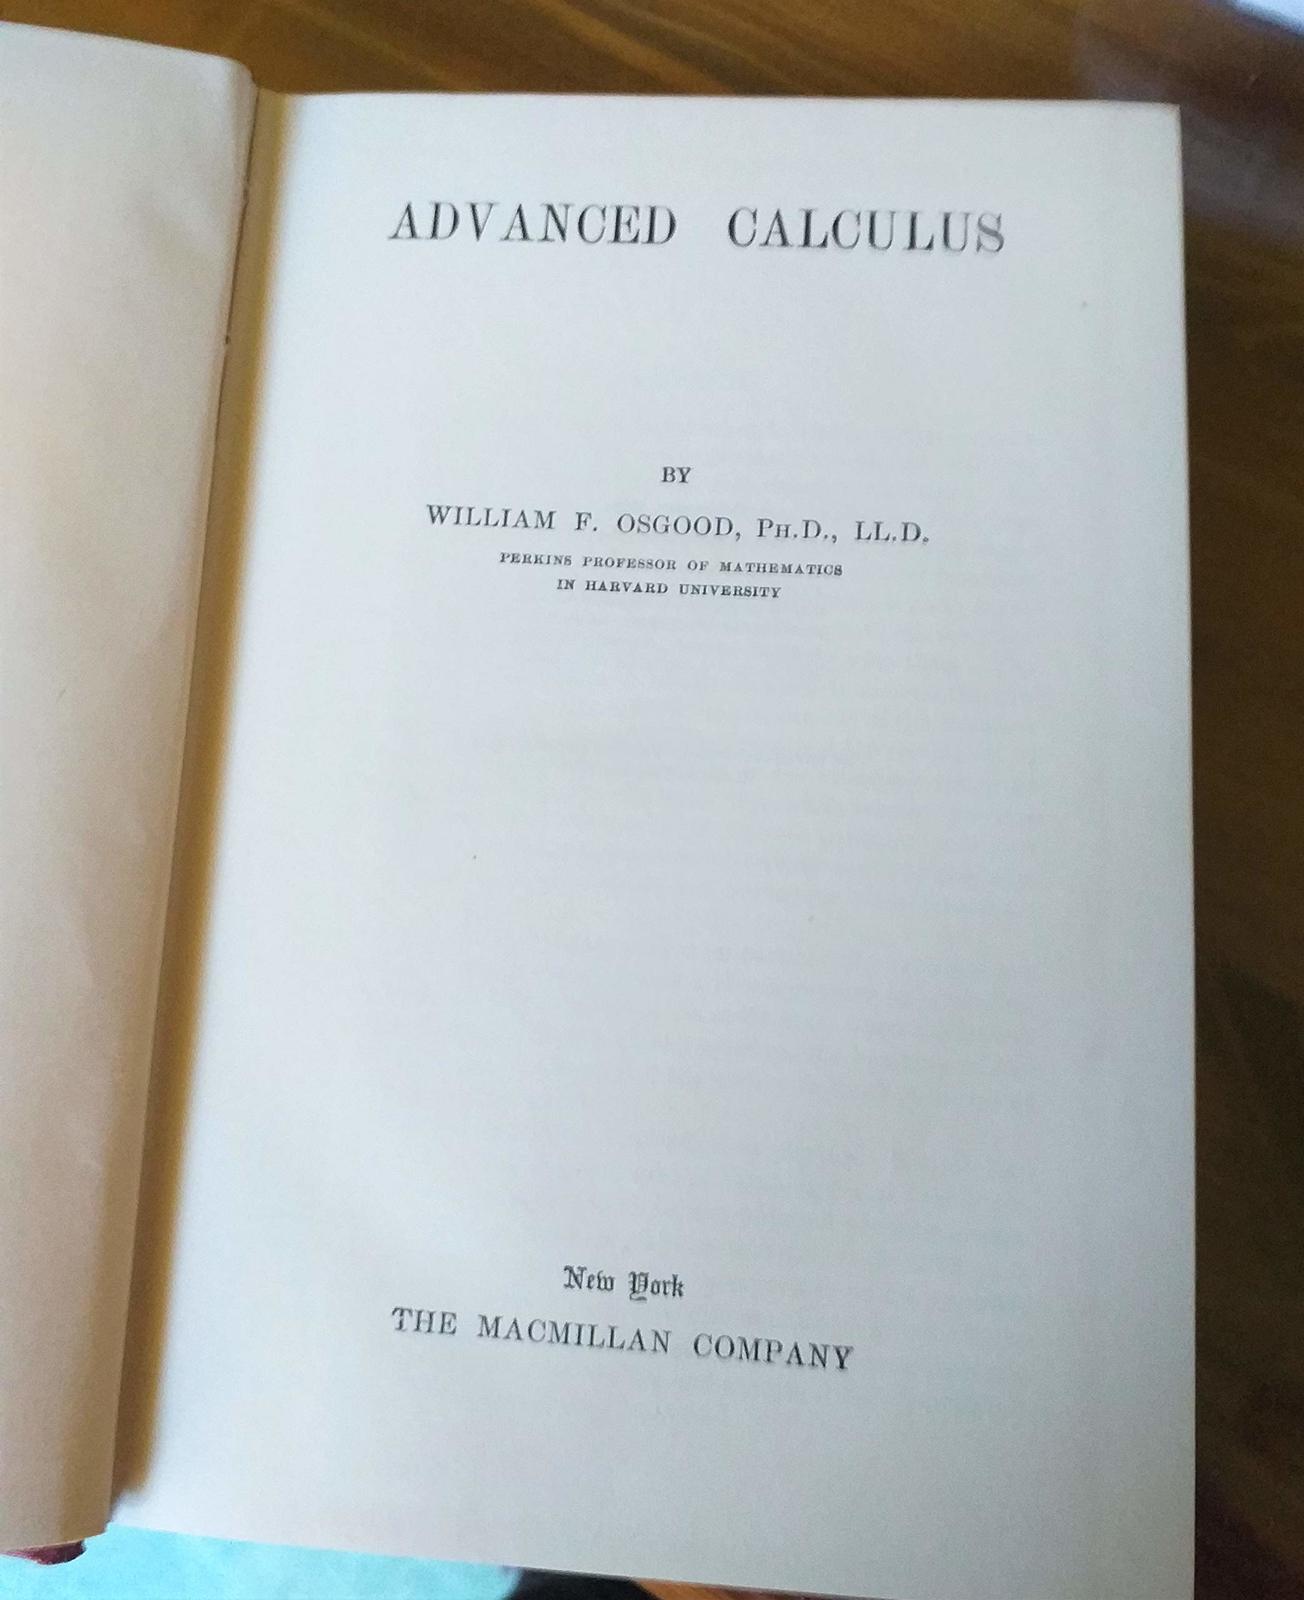 ADVANCED CALCULUS
BY
WILLIAM F. OSGOOD, PH.D., LL.D.
PERKINS PROFESSOR OF MATHEMATICS
IN HARVARD UNIVERSITY
New York
THE MACMILLAN COMPANY